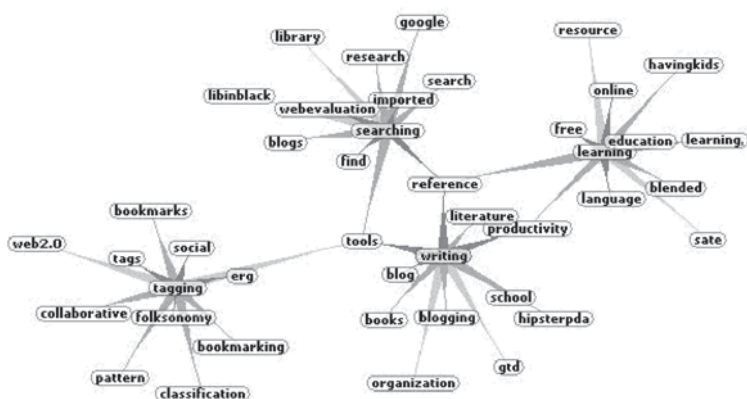 google
library
resource
research
havingkids
search
online
libinblack
imported
webevaluation
searching
free
blogs
education
learning,
learning
find
reference
blended
language
bookmarks
literature
productivity
web2.0
social
tools
sate
tags
writing
erg
blog
tagging
school
collaborative
folksonomy
books
blogging
hipsterpda
bookmarking
gtd
pattern
organization
classification